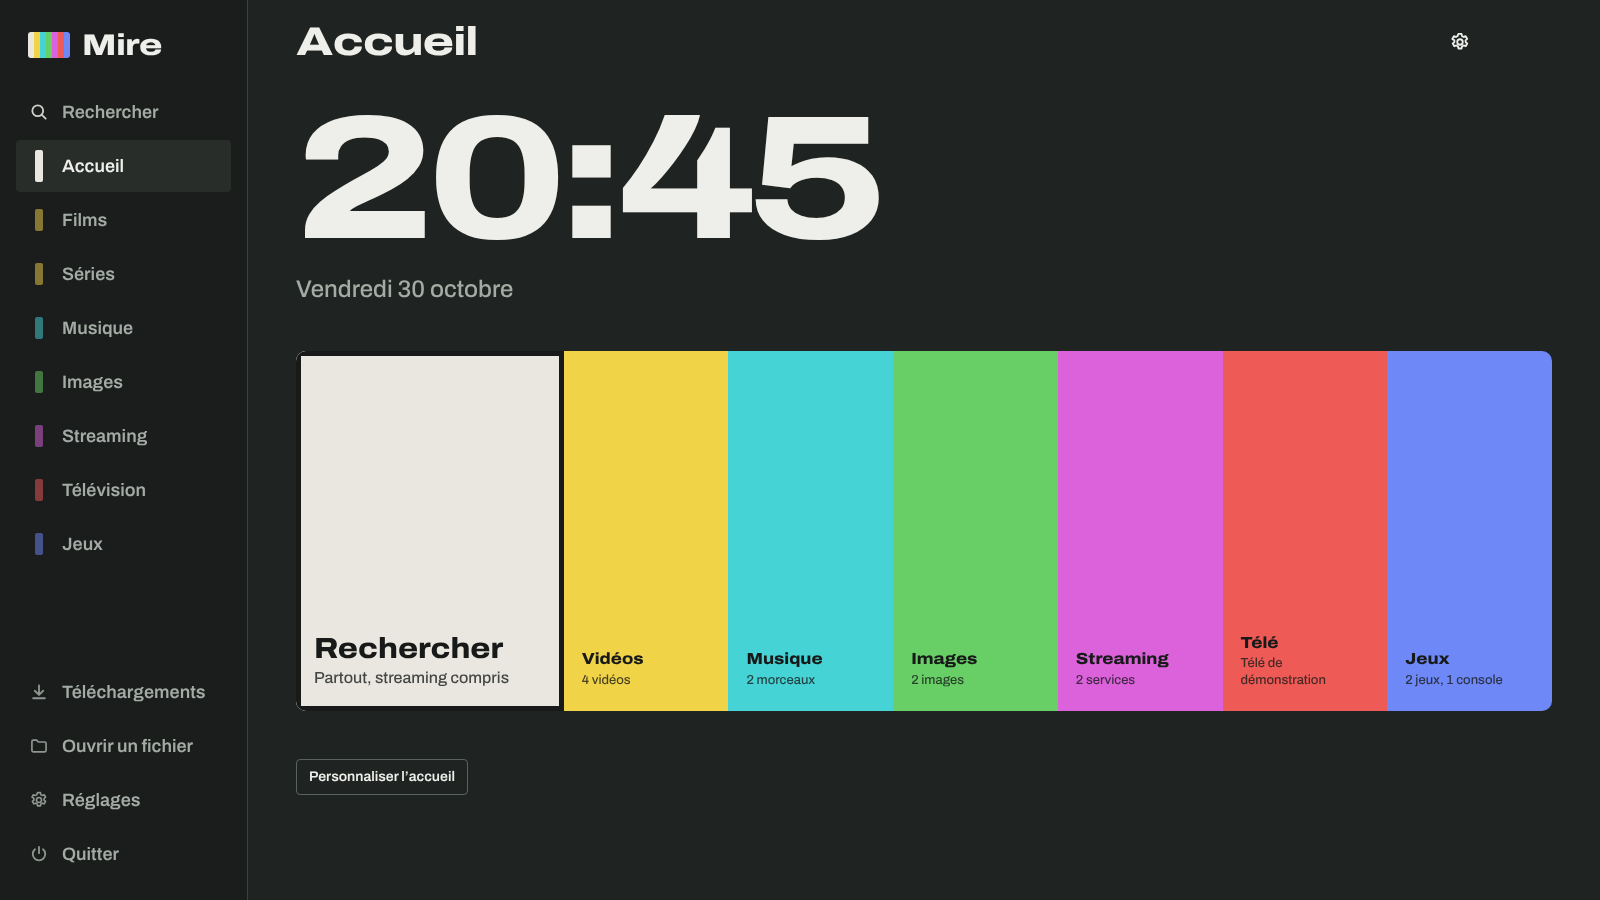 Mire
Rechercher
Accueil
Films
Séries
Musique
Images
Streaming
Télévision
Jeux
Téléchargements
Ouvrir un fichier
Réglages
Quitter
Accueil
20:45
Vendredi 30 octobre
Rechercher
Partout, streaming compris
Vidéos
4 vidéos
Musique
2 morceaux
Images
2 images
Streaming
2 services
Télé
Télé de
démonstration
Jeux
2 jeux, 1 console
Personnaliser l’accueil